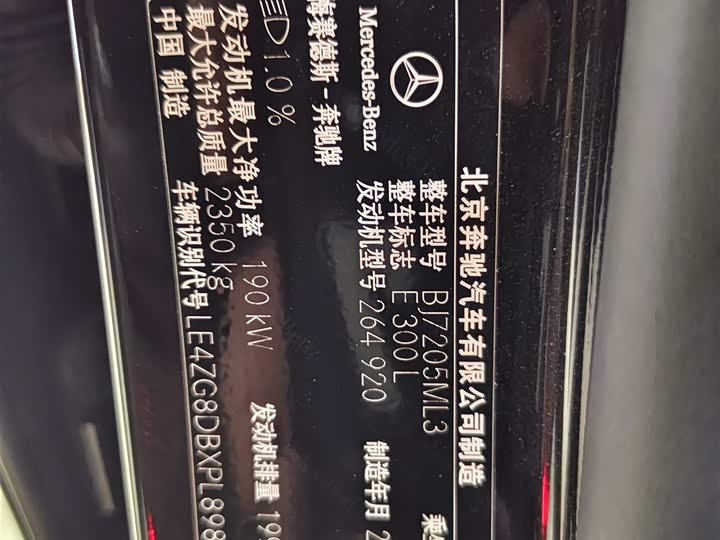 北京奔驰汽车有限公司制造
Mercedes-Benz
梅赛德斯-奔驰牌
整车型号 BJ7205ML3
整车标志 E 300 L
发动机型号 264 920 制造年月 2
1.0 %
发动机最大净功率 190 kW 发动机排量 199
最大允许总质量 2350 kg
中国 制造 车辆识别代号 LE4ZG8DBXPL898